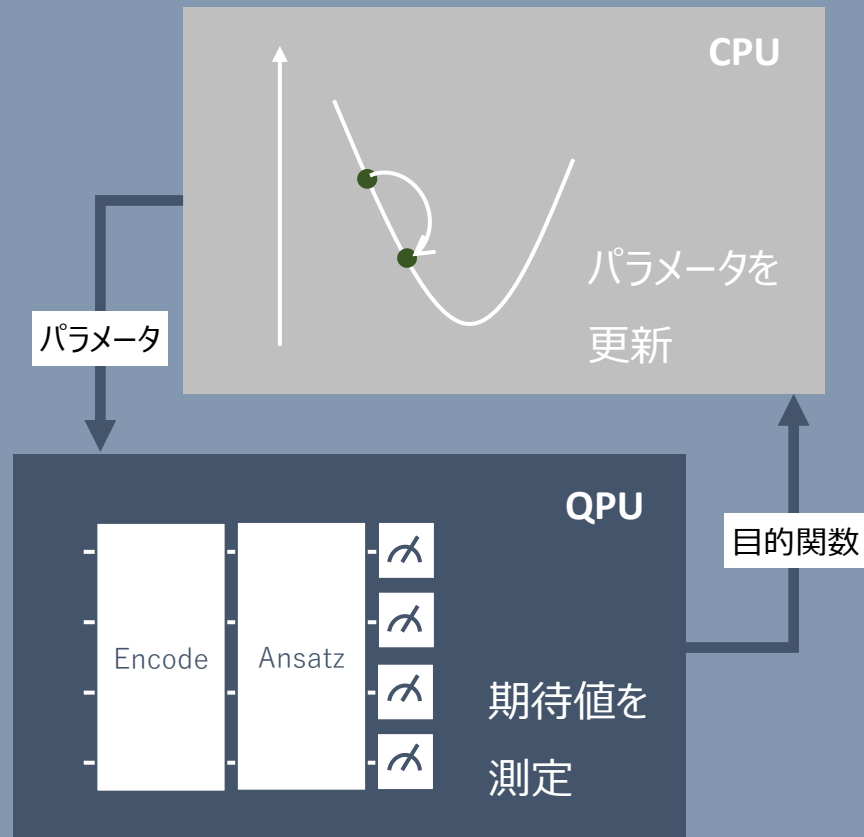 CPU
パラメータを
更新
パラメータ
QPU
目的関数
Encode
Ansatz
期待値を
測定